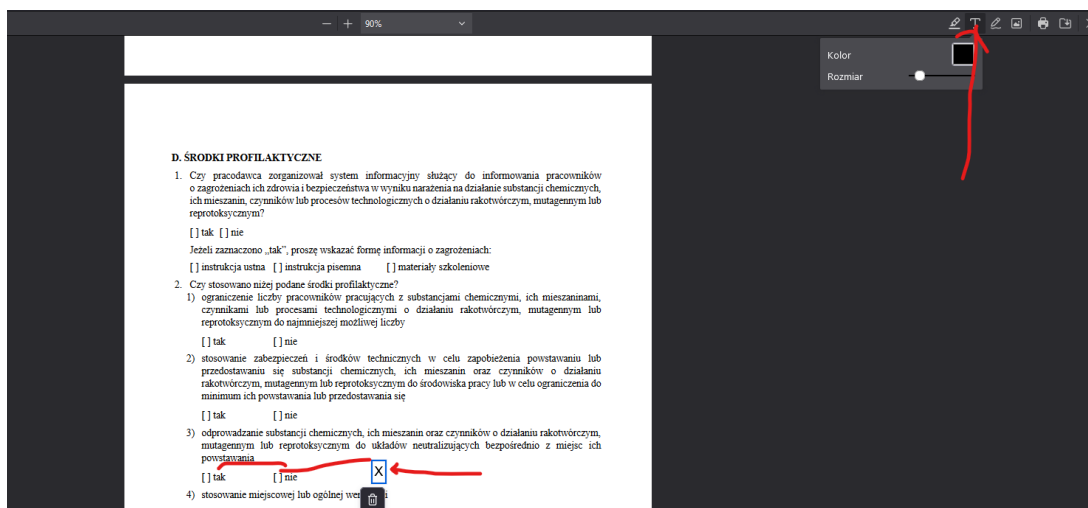 90%
Kolor
Rozmiar
D. ŚRODKI PROFILAKTYCZNE
1. Czy pracodawca zorganizował system informacyjny służący do informowania pracowników
o zagrożeniach ich zdrowia i bezpieczeństwa w wyniku narażenia na działanie substancji chemicznych,
ich mieszanin, czynników lub procesów technologicznych o działaniu rakotwórczym, mutagennym lub
reprotoksycznym?
[ ] tak [ ] nie
Jeżeli zaznaczono „tak", proszę wskazać formę informacji o zagrożeniach:
[ ] instrukcja ustna [ ] instrukcja pisemna [ ] materiały szkoleniowe
2. Czy stosowano niżej podane środki profilaktyczne?
1) ograniczenie liczby pracowników pracujących z substancjami chemicznymi, ich mieszaninami,
czynnikami lub procesami technologicznymi o działaniu rakotwórczym, mutagennym lub
reprotoksycznym do najmniejszej możliwej liczby
[ ] tak [ ] nie
2) stosowanie zabezpieczeń i środków technicznych w celu zapobieżenia powstawaniu lub
przedostawaniu się substancji chemicznych, ich mieszanin oraz czynników o działaniu
rakotwórczym, mutagennym lub reprotoksycznym do środowiska pracy lub w celu ograniczenia do
minimum ich powstawania lub przedostawania się
[ ] tak [ ] nie
3) odprowadzanie substancji chemicznych, ich mieszanin oraz czynników o działaniu rakotwórczym,
mutagennym lub reprotoksycznym do układów neutralizujących bezpośrednio z miejsc ich
powstawania
[ ] tak [ ] nie X
4) stosowanie miejscowej lub ogólnej